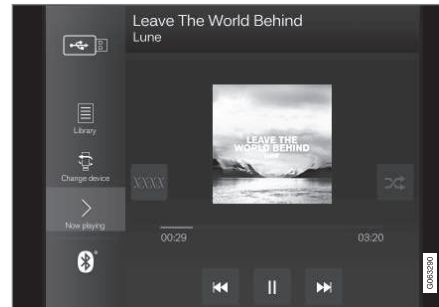 Leave The World Behind
Lune
Library
Change device
Now playing
LEAVE THE
WORLD BEHIND
LUNE
XXXX
00:29
03:20
G063290